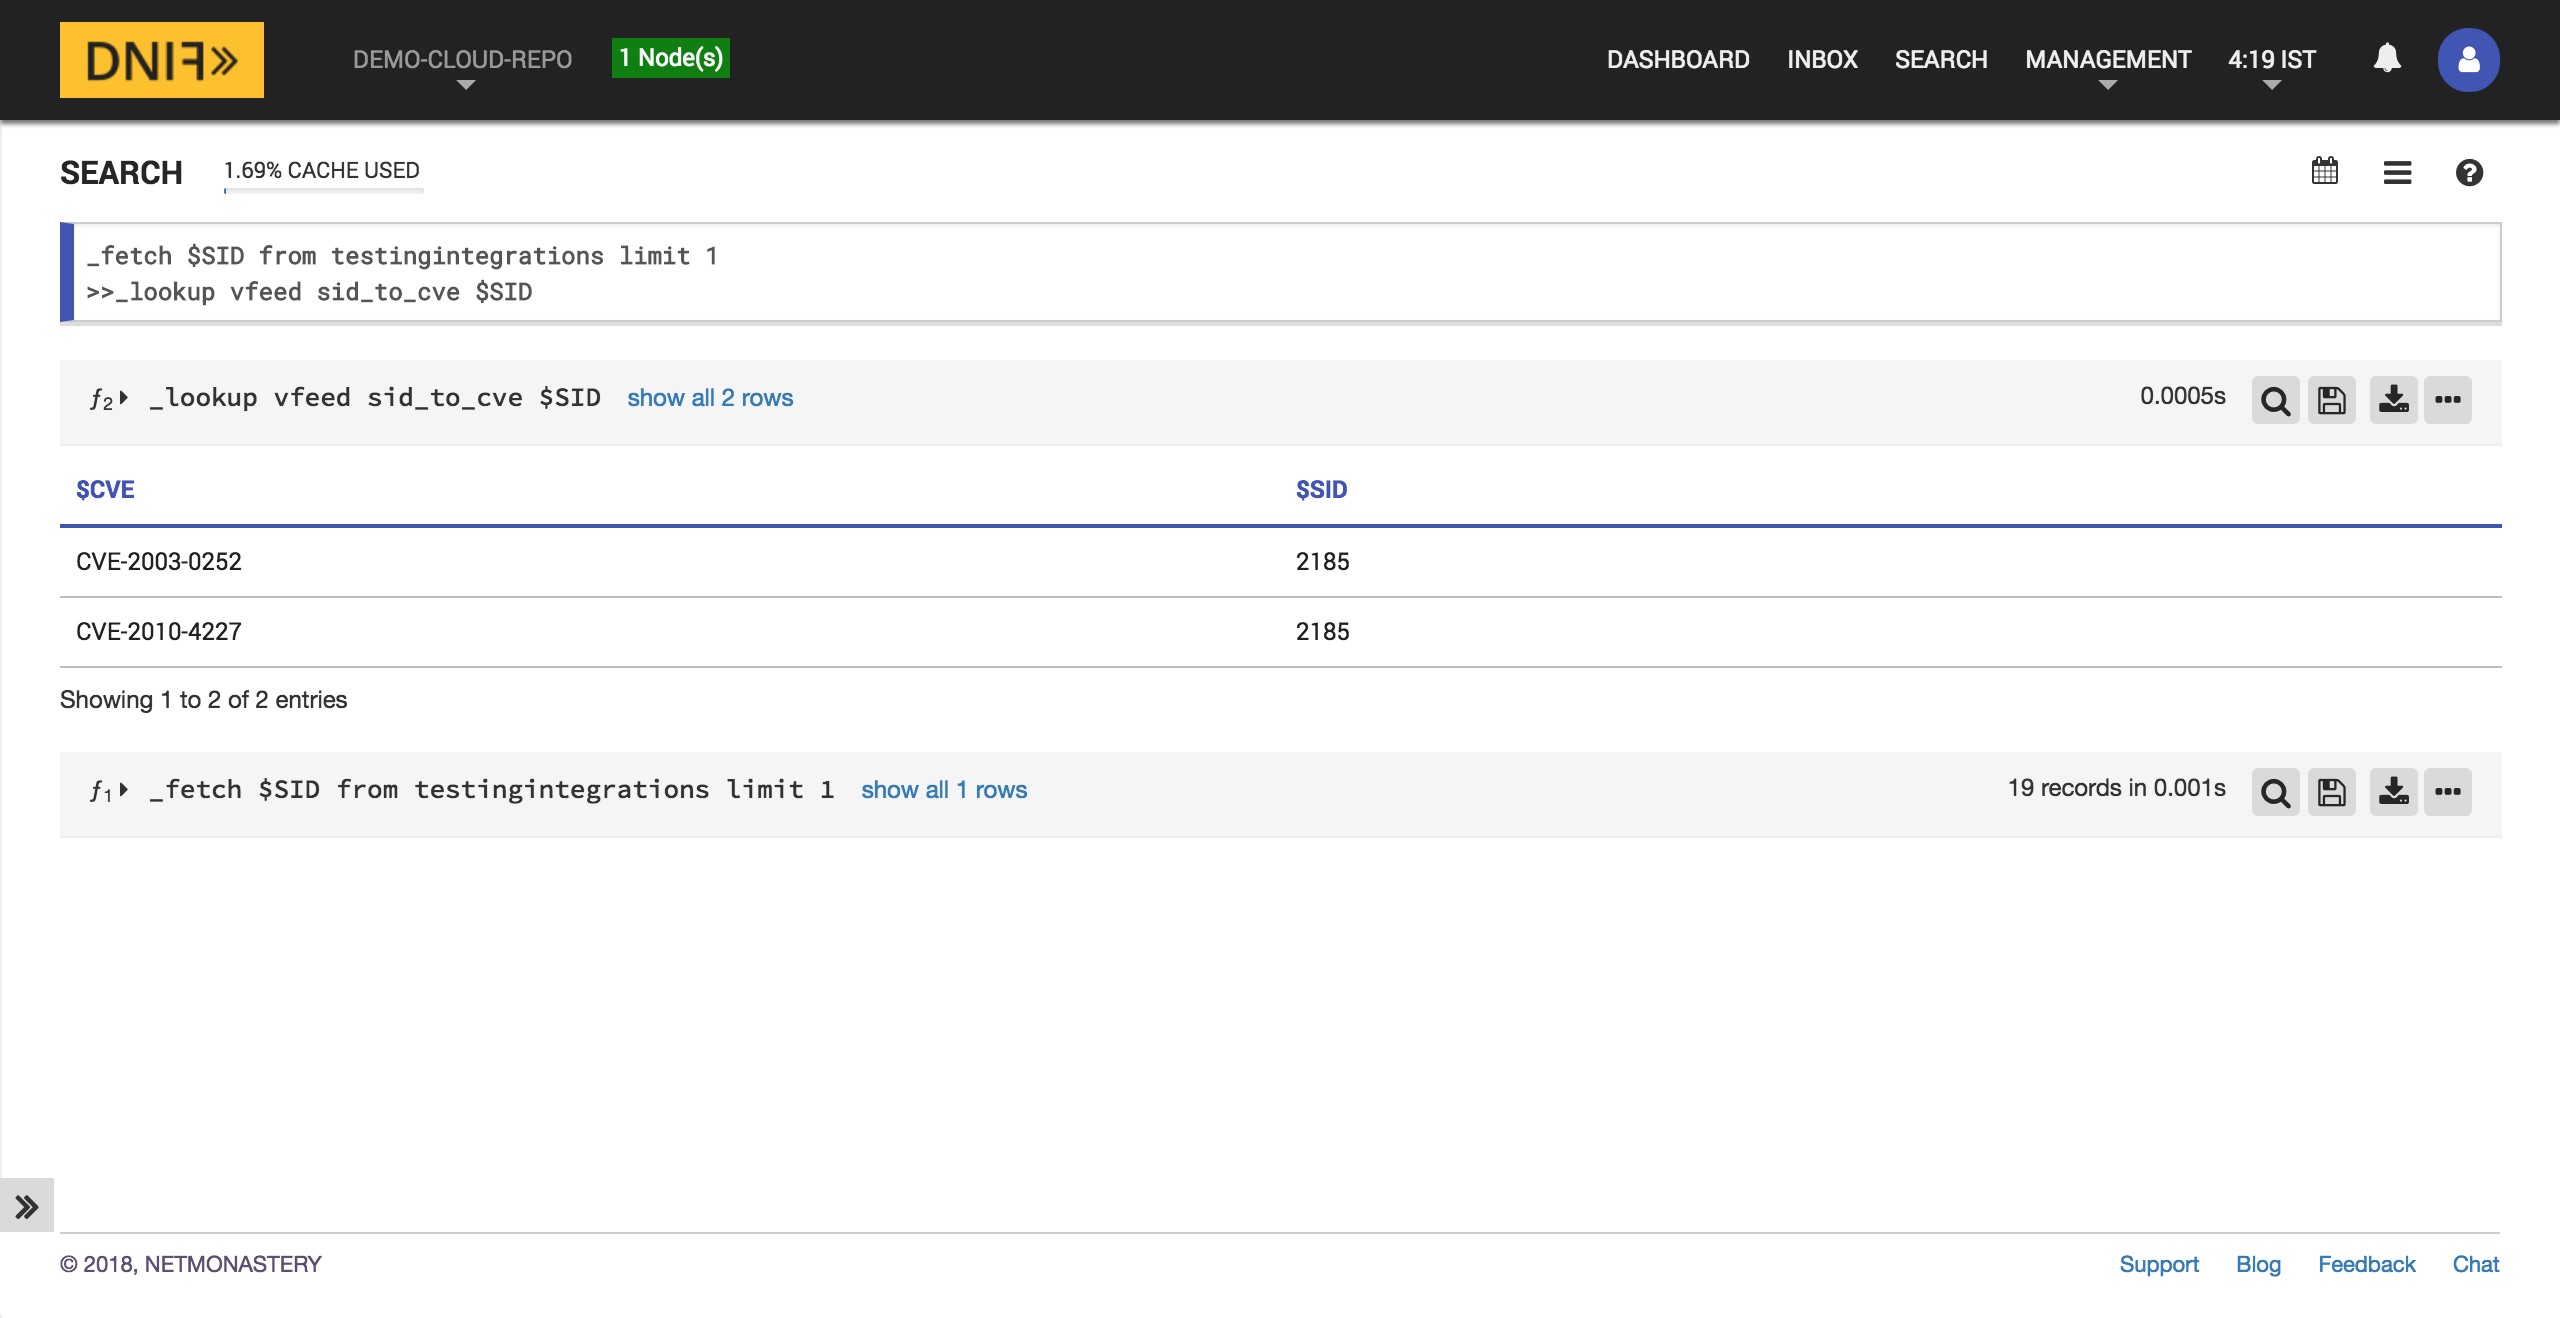 DNIF»
DEMO-CLOUD-REPO
1 Node(s)
DASHBOARD
INBOX
SEARCH
MANAGEMENT
4:19 IST
SEARCH
1.69% CACHE USED
_fetch $SID from testingintegrations limit 1
>>_lookup vfeed sid_to_cve $SID
ƒ2 _lookup vfeed sid_to_cve $SID show all 2 rows 0.0005s
$CVE $SID
CVE-2003-0252 2185
CVE-2010-4227 2185
Showing 1 to 2 of 2 entries
ƒ1 _fetch $SID from testingintegrations limit 1 show all 1 rows 19 records in 0.001s
© 2018, NETMONASTERY
Support
Blog
Feedback
Chat